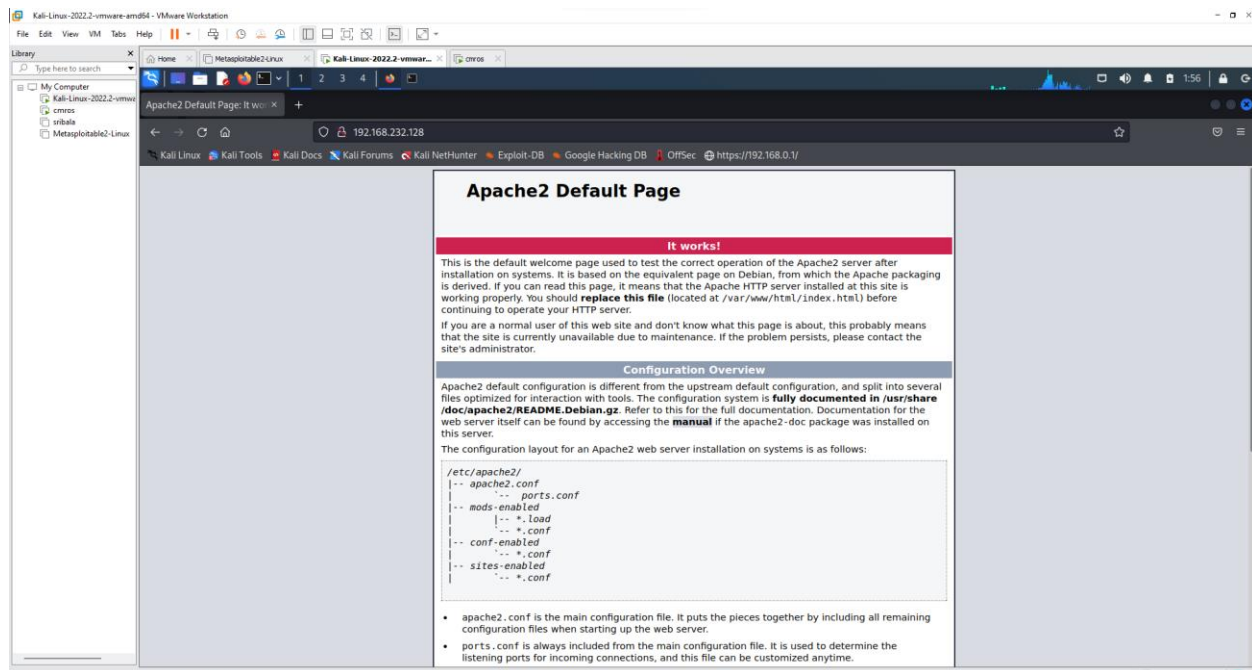 Kali-Linux-2022.2-vmware-amd64 - VMware Workstation
File Edit View VM Tabs Help
Library
Type here to search
My Computer
Kali-Linux-2022.2-vmwa
cmros
sribala
Metasploitable2-Linux
Home
Metasploitable2-Linux
Kali-Linux-2022.2-vmwar...
cmros
1 2 3 4
1:56
Apache2 Default Page: It wor
192.168.232.128
Kali Linux Kali Tools Kali Docs Kali Forums Kali NetHunter Exploit-DB Google Hacking DB OffSec https://192.168.0.1/
Apache2 Default Page
It works!
This is the default welcome page used to test the correct operation of the Apache2 server after
installation on systems. It is based on the equivalent page on Debian, from which the Apache packaging
is derived. If you can read this page, it means that the Apache HTTP server installed at this site is
working properly. You should replace this file (located at /var/www/html/index.html) before
continuing to operate your HTTP server.
If you are a normal user of this web site and don't know what this page is about, this probably means
that the site is currently unavailable due to maintenance. If the problem persists, please contact the
site's administrator.
Configuration Overview
Apache2 default configuration is different from the upstream default configuration, and split into several
files optimized for interaction with tools. The configuration system is fully documented in /usr/share
/doc/apache2/README.Debian.gz. Refer to this for the full documentation. Documentation for the
web server itself can be found by accessing the manual if the apache2-doc package was installed on
this server.
The configuration layout for an Apache2 web server installation on systems is as follows:
/etc/apache2/
|-- apache2.conf
|       `--  ports.conf
|-- mods-enabled
|       |-- *.load
|       `-- *.conf
|-- conf-enabled
|       `-- *.conf
|-- sites-enabled
|       `-- *.conf
• apache2.conf is the main configuration file. It puts the pieces together by including all remaining
configuration files when starting up the web server.
• ports.conf is always included from the main configuration file. It is used to determine the
listening ports for incoming connections, and this file can be customized anytime.